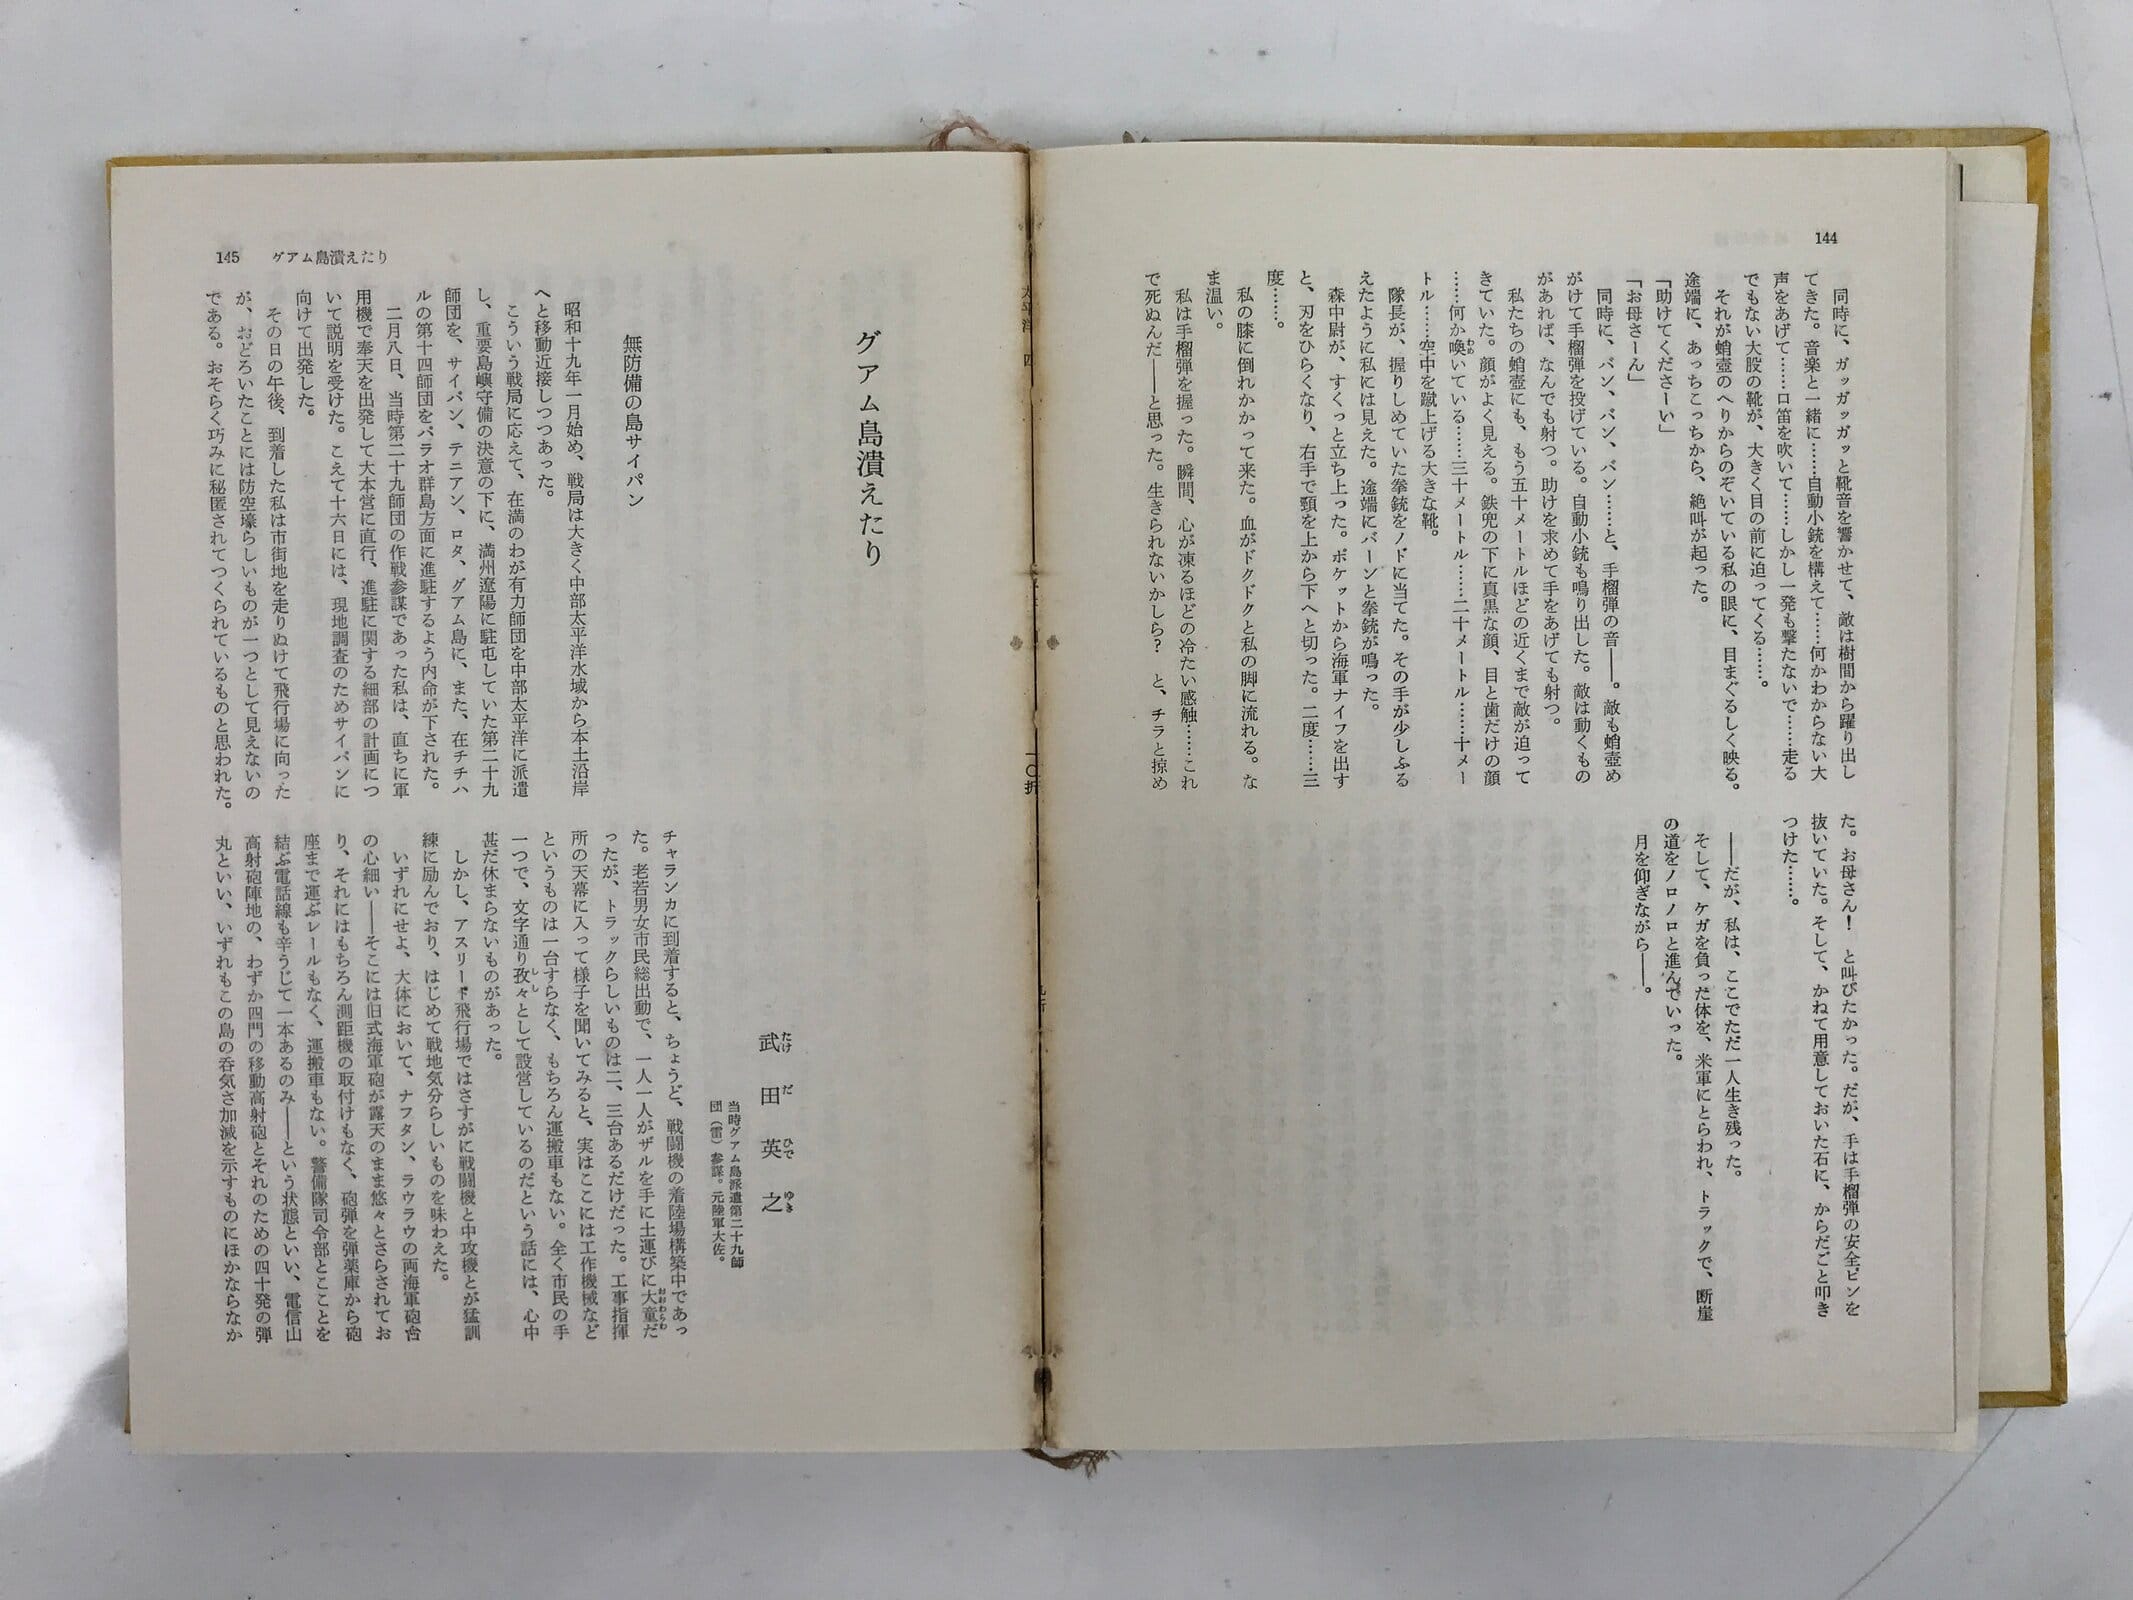 144
同時に、ガッガッガッと靴音を響かせて、敵は樹間から躍り出し
てきた。音楽と一緒に……自動小銃を構えて……何かわからない大
声をあげて……口笛を吹いて……しかし一発も撃たないで……走る
でもない大股の靴が、大きく目の前に迫ってくる……。
それが蛸壺のへりからのぞいている私の眼に、目まぐるしく映る。
途端に、あっちこっちから、絶叫が起った。
「助けてくださーい」
「お母さーん」
同時に、バン、バン、バン……と、手榴弾の音――。敵も蛸壺め
がけて手榴弾を投げている。自動小銃も鳴り出した。敵は動くもの
があれば、なんでも射つ。助けを求めて手をあげても射つ。
私たちの蛸壺にも、もう五十メートルほどの近くまで敵が迫って
きていた。顔がよく見える。鉄兜の下に真黒な顔、目と歯だけの顔
……何か喚いている……三十メートル……二十メートル……十メー
トル……空中を蹴上げる大きな靴。
隊長が、握りしめていた拳銃をノドに当てた。その手が少しふる
えたように私には見えた。途端にバーンと拳銃が鳴った。
森中尉が、すくっと立ち上った。ポケットから海軍ナイフを出す
と、刃をひらくなり、右手で頸を上から下へと切った。二度……三
度……。
私の膝に倒れかかって来た。血がドクドクと私の脚に流れる。な
ま温い。
私は手榴弾を握った。瞬間、心が凍るほどの冷たい感触……これ
で死ぬんだ――と思った。生きられないかしら？　と、チラと掠め
た。お母さん！　と叫びたかった。だが、手は手榴弾の安全ピンを
抜いていた。そして、かねて用意しておいた石に、からだごと叩き
つけた……。
――だが、私は、ここでただ一人生き残った。
そして、ケガを負った体を、米軍にとらわれ、トラックで、断崖
の道をノロノロと進んでいった。
月を仰ぎながら――。
太平洋　四
一〇折
145　グアム島潰えたり
グアム島潰えたり
武田英之
たけ だ ひで ゆき
当時グアム島派遣第二十九師
団（雷）参謀。元陸軍大佐。
無防備の島サイパン
昭和十九年一月始め、戦局は大きく中部太平洋水域から本土沿岸
へと移動近接しつつあった。
こういう戦局に応えて、在満のわが有力師団を中部太平洋に派遣
し、重要島嶼守備の決意の下に、満州遼陽に駐屯していた第二十九
師団を、サイパン、テニアン、ロタ、グアム島に、また、在チチハ
ルの第十四師団をパラオ群島方面に進駐するよう内命が下された。
二月八日、当時第二十九師団の作戦参謀であった私は、直ちに軍
用機で奉天を出発して大本営に直行、進駐に関する細部の計画につ
いて説明を受けた。こえて十六日には、現地調査のためサイパンに
向けて出発した。
その日の午後、到着した私は市街地を走りぬけて飛行場に向った
が、おどろいたことには防空壕らしいものが一つとして見えないの
である。おそらく巧みに秘匿されてつくられているものと思われた。
チャランカに到着すると、ちょうど、戦闘機の着陸場構築中であっ
た。老若男女市民総出動で、一人一人がザルを手に土運びに大童だ
ったが、トラックらしいものは二、三台あるだけだった。工事指揮
所の天幕に入って様子を聞いてみると、実はここには工作機械など
というものは一台すらなく、もちろん運搬車もない。全く市民の手
一つで、文字通り孜々として設営しているのだという話には、心中
甚だ休まらないものがあった。
しかし、アスリート飛行場ではさすがに戦闘機と中攻機とが猛訓
練に励んでおり、はじめて戦地気分らしいものを味わえた。
いずれにせよ、大体において、ナフタン、ラウラウの両海軍砲台
の心細い――そこには旧式海軍砲が露天のまま悠々とさらされてお
り、それにはもちろん測距機の取付けもなく、砲弾を弾薬庫から砲
座まで運ぶレールもなく、運搬車もない。警備隊司令部とこことを
結ぶ電話線も辛うじて一本あるのみ――という状態といい、電信山
高射砲陣地の、わずか四門の移動高射砲とそれのための四十発の弾
丸といい、いずれもこの島の呑気さ加減を示すものにほかならなか